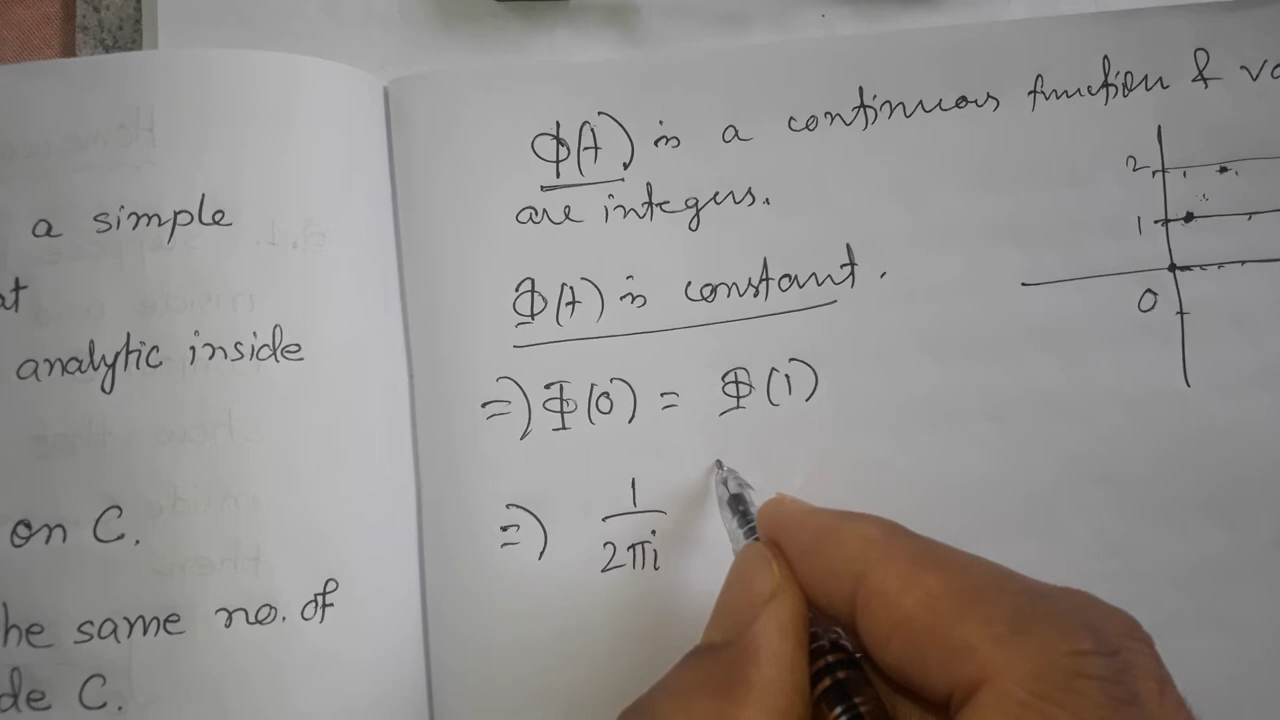 a simple
at
analytic inside
on C.
he same no. of
de C.
Φ(t) is a continuous function & va
are integers.
Φ(t) is constant.
=) Φ(0) = Φ(1)
=) 1/2πi
2
1
0